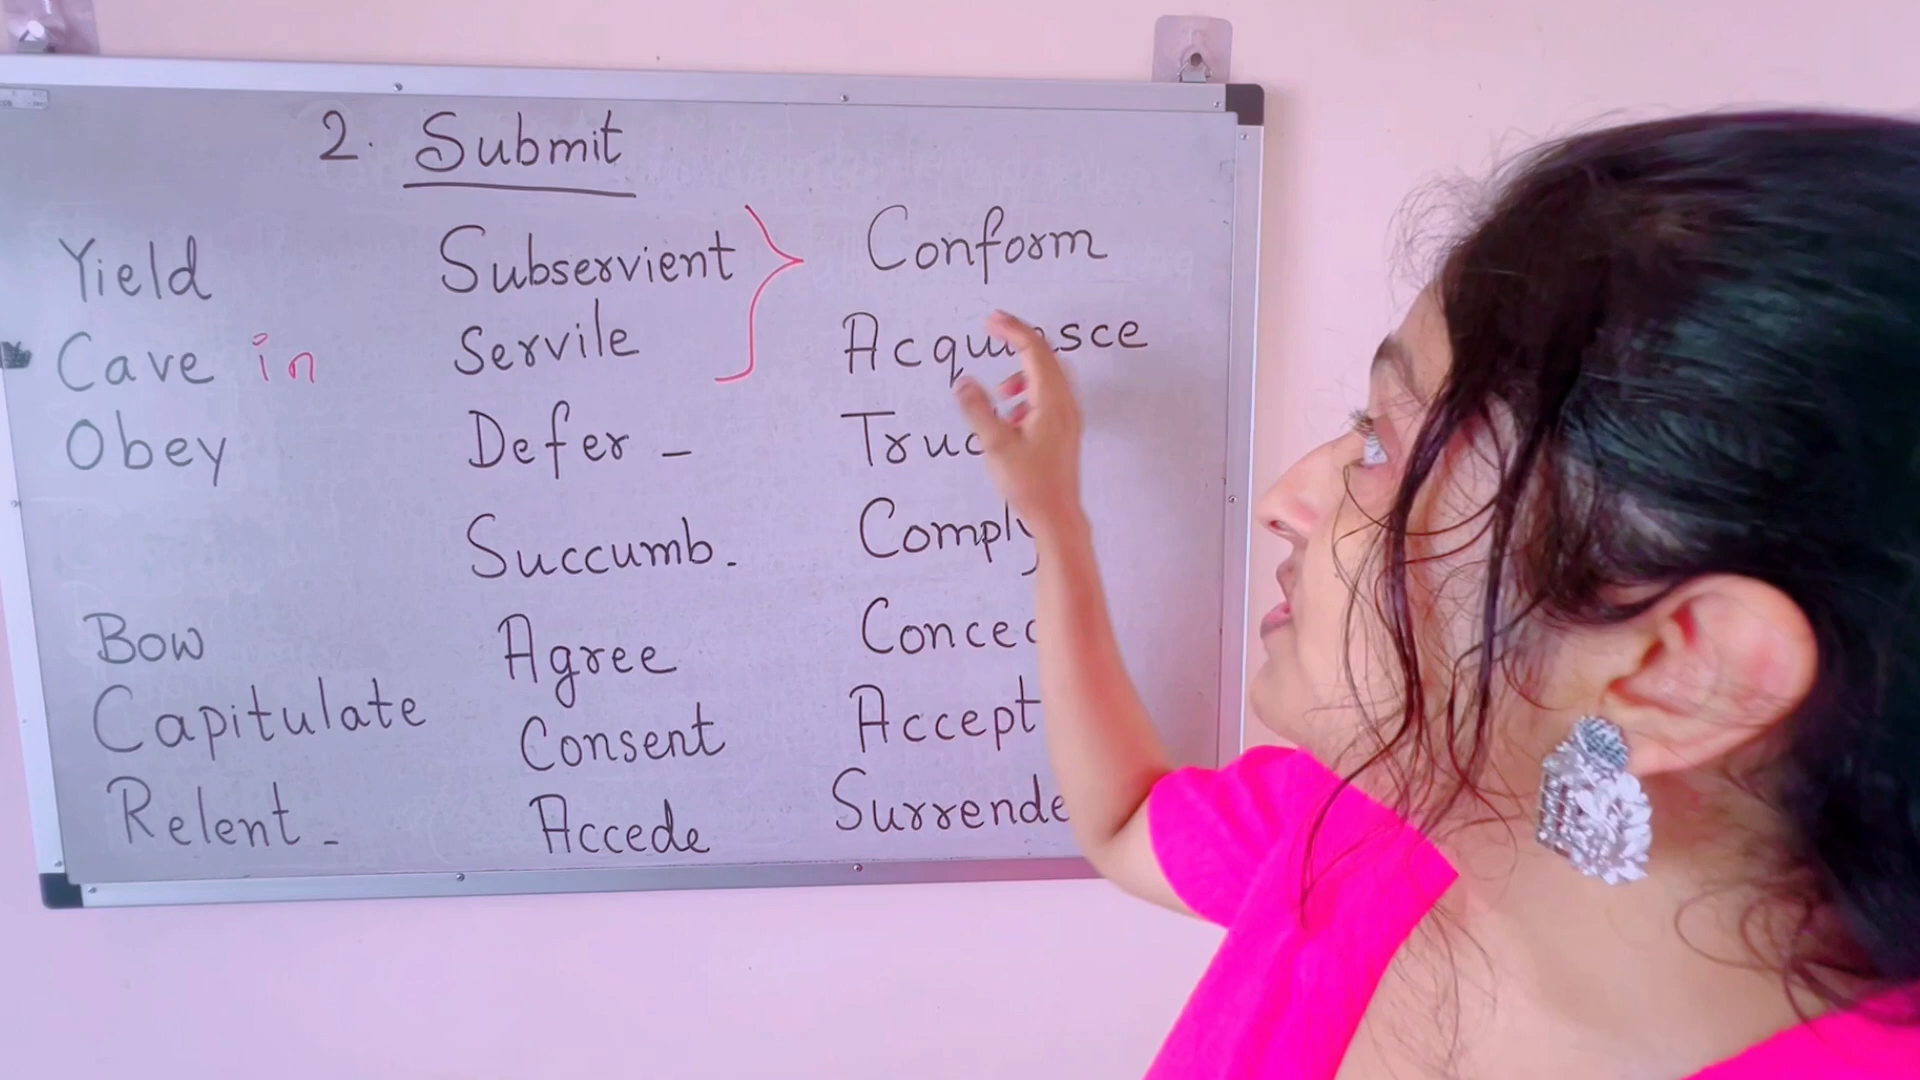 2. Submit
Yield
Cave in
Obey
Bow
Capitulate
Relent -
Subservient
Servile
Defer -
Succumb.
Agree
Consent
Accede
Conform
Comply
Accept